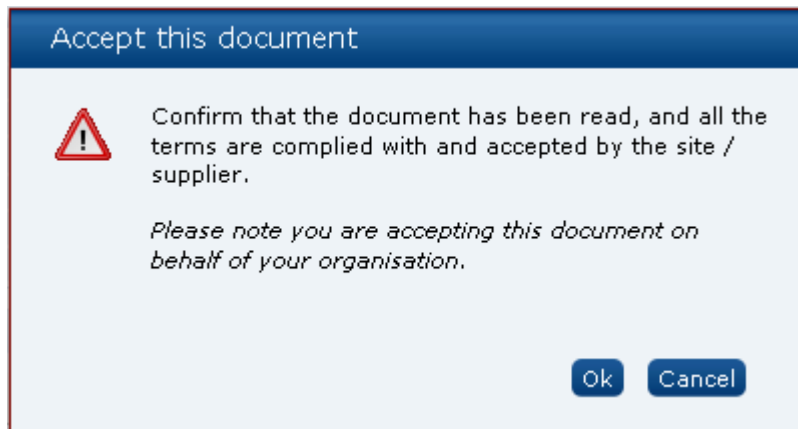 Accept this document
Confirm that the document has been read, and all the
terms are complied with and accepted by the site /
supplier.
Please note you are accepting this document on
behalf of your organisation.
Ok Cancel